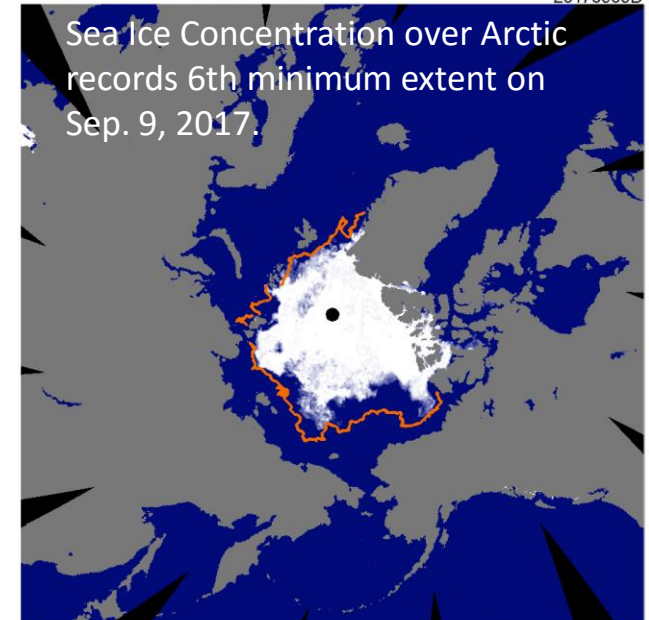 Sea Ice Concentration over Arctic
records 6th minimum extent on
Sep. 9, 2017.